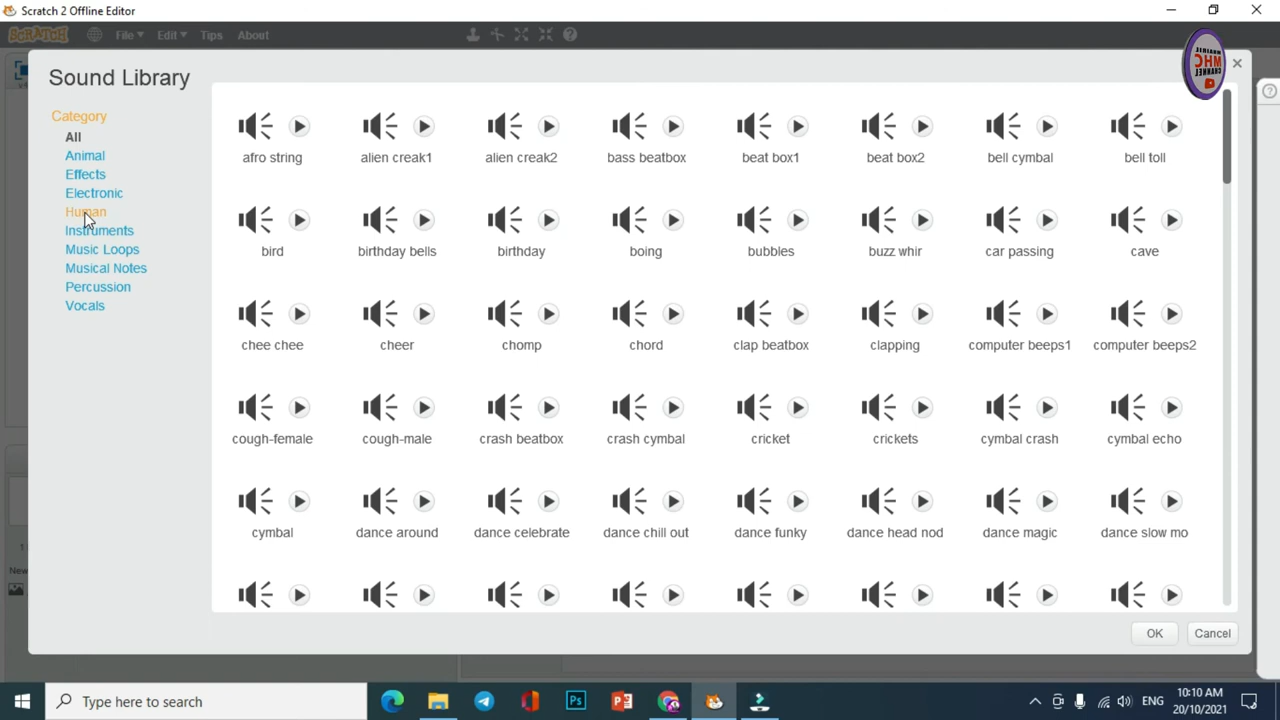 Scratch 2 Offline Editor
SCRATCH File Edit Tips About
Sound Library
Category
All
Animal
Effects
Electronic
Human
Instruments
Music Loops
Musical Notes
Percussion
Vocals
afro string alien creak1 alien creak2 bass beatbox beat box1 beat box2 bell cymbal bell toll
bird birthday bells birthday boing bubbles buzz whir car passing cave
chee chee cheer chomp chord clap beatbox clapping computer beeps1 computer beeps2
cough-female cough-male crash beatbox crash cymbal cricket crickets cymbal crash cymbal echo
cymbal dance around dance celebrate dance chill out dance funky dance head nod dance magic dance slow mo
OK Cancel
New
MHC
CHANNEL
Type here to search
Ps
ENG
10:10 AM
20/10/2021